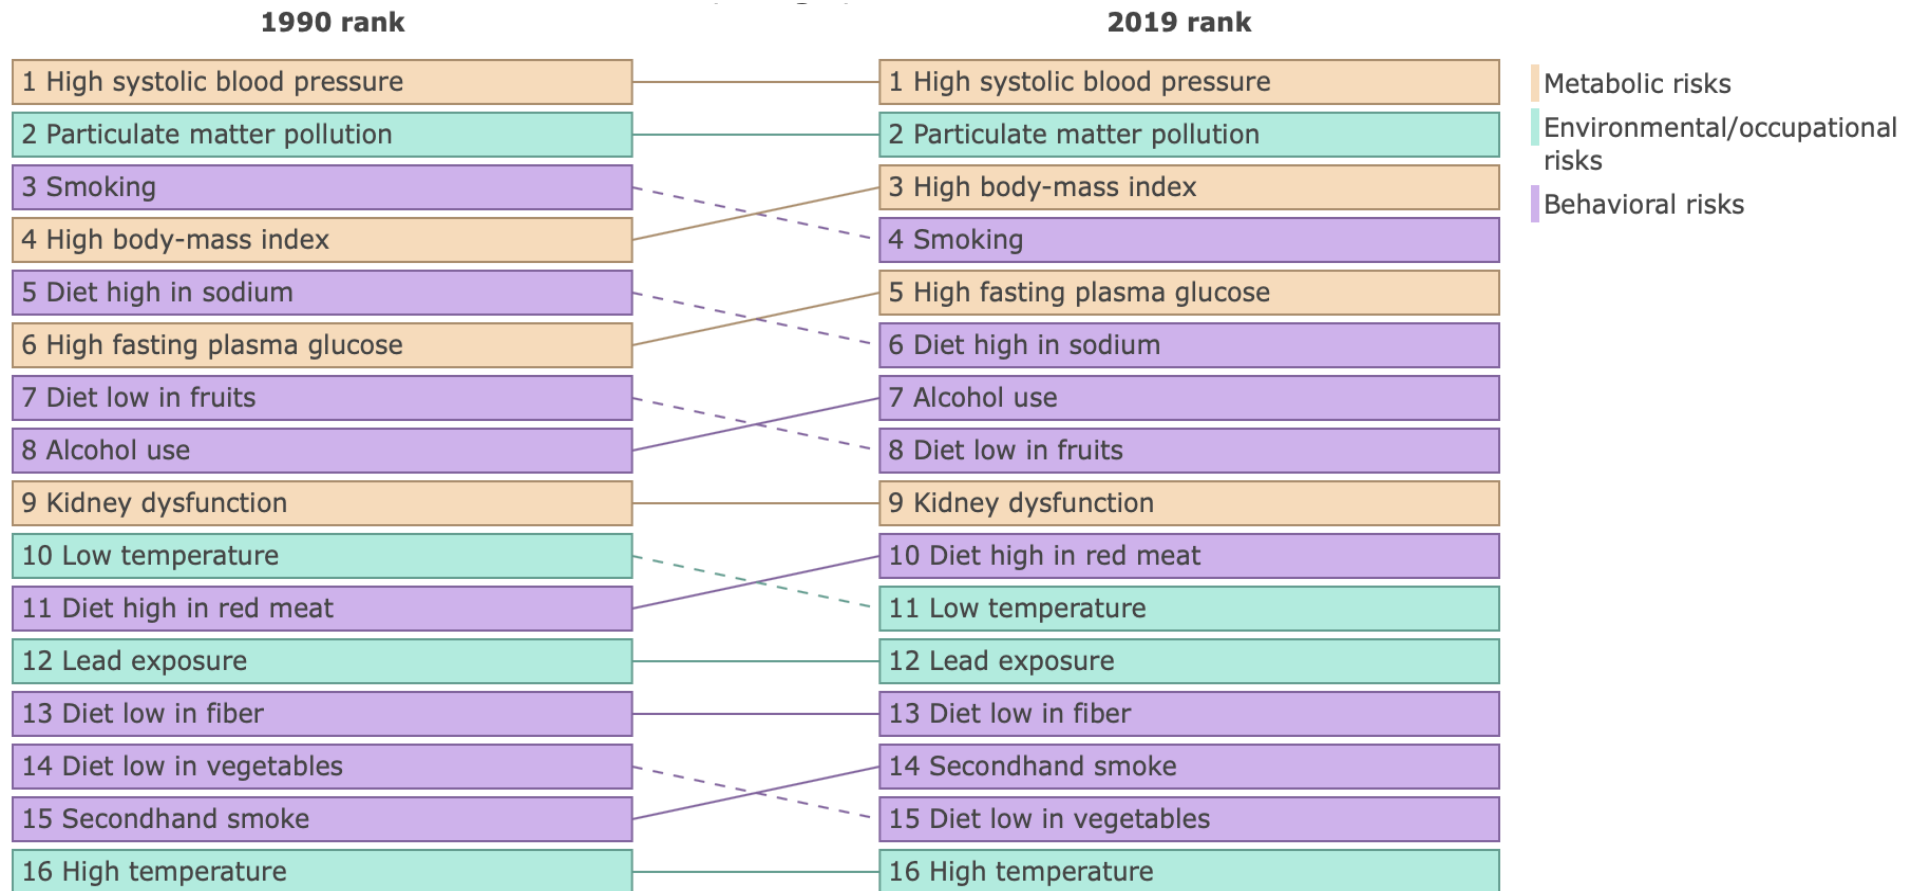 1990 rank
2019 rank
1 High systolic blood pressure
2 Particulate matter pollution
3 Smoking
4 High body-mass index
5 Diet high in sodium
6 High fasting plasma glucose
7 Diet low in fruits
8 Alcohol use
9 Kidney dysfunction
10 Low temperature
11 Diet high in red meat
12 Lead exposure
13 Diet low in fiber
14 Diet low in vegetables
15 Secondhand smoke
16 High temperature
1 High systolic blood pressure
2 Particulate matter pollution
3 High body-mass index
4 Smoking
5 High fasting plasma glucose
6 Diet high in sodium
7 Alcohol use
8 Diet low in fruits
9 Kidney dysfunction
10 Diet high in red meat
11 Low temperature
12 Lead exposure
13 Diet low in fiber
14 Secondhand smoke
15 Diet low in vegetables
16 High temperature
Metabolic risks
Environmental/occupational
risks
Behavioral risks